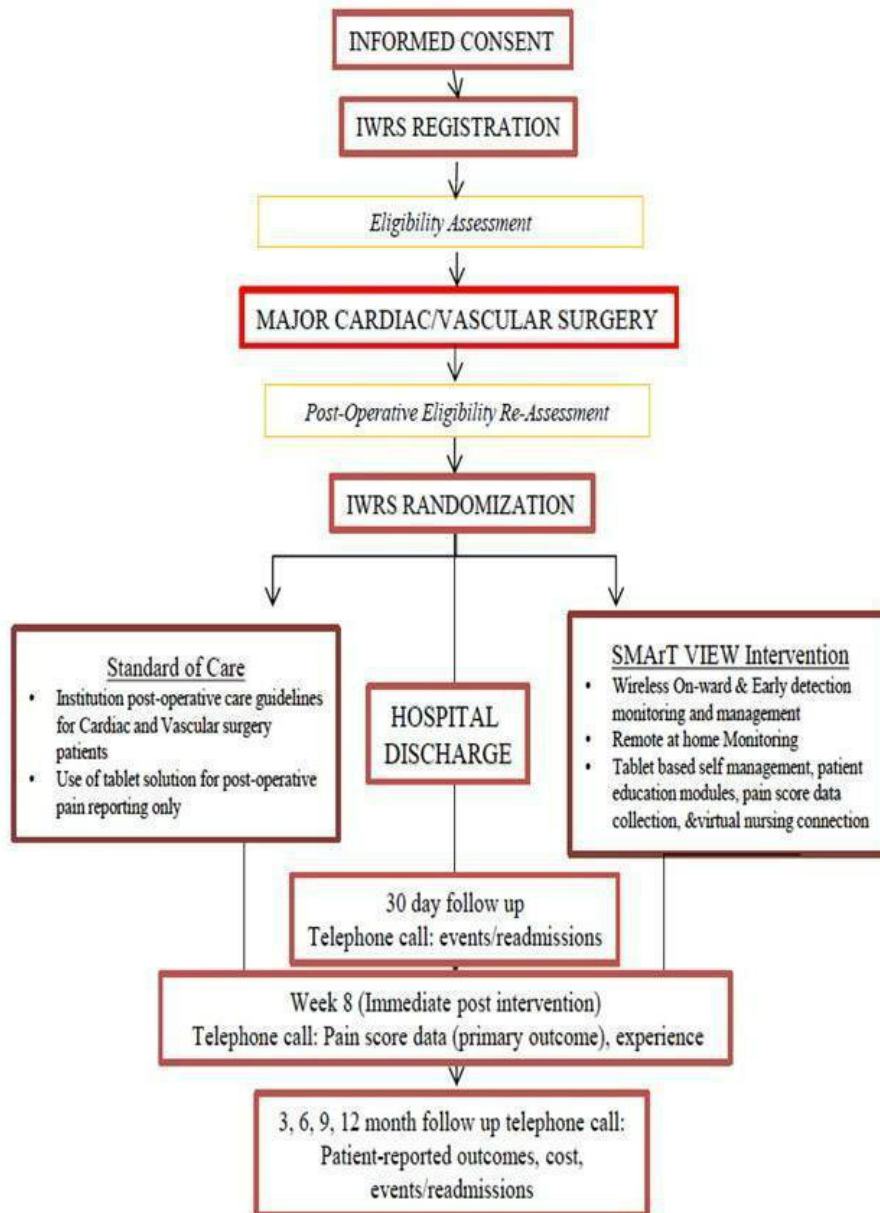 INFORMED CONSENT
IWRS REGISTRATION
Eligibility Assessment
MAJOR CARDIAC/VASCULAR SURGERY
Post-Operative Eligibility Re-Assessment
IWRS RANDOMIZATION
Standard of Care
• Institution post-operative care guidelines
for Cardiac and Vascular surgery
patients
• Use of tablet solution for post-operative
pain reporting only
HOSPITAL
DISCHARGE
SMArT VIEW Intervention
• Wireless On-ward & Early detection
monitoring and management
• Remote at home Monitoring
• Tablet based self management, patient
education modules, pain score data
collection, &virtual nursing connection
30 day follow up
Telephone call: events/readmissions
Week 8 (Immediate post intervention)
Telephone call: Pain score data (primary outcome), experience
3, 6, 9, 12 month follow up telephone call:
Patient-reported outcomes, cost,
events/readmissions